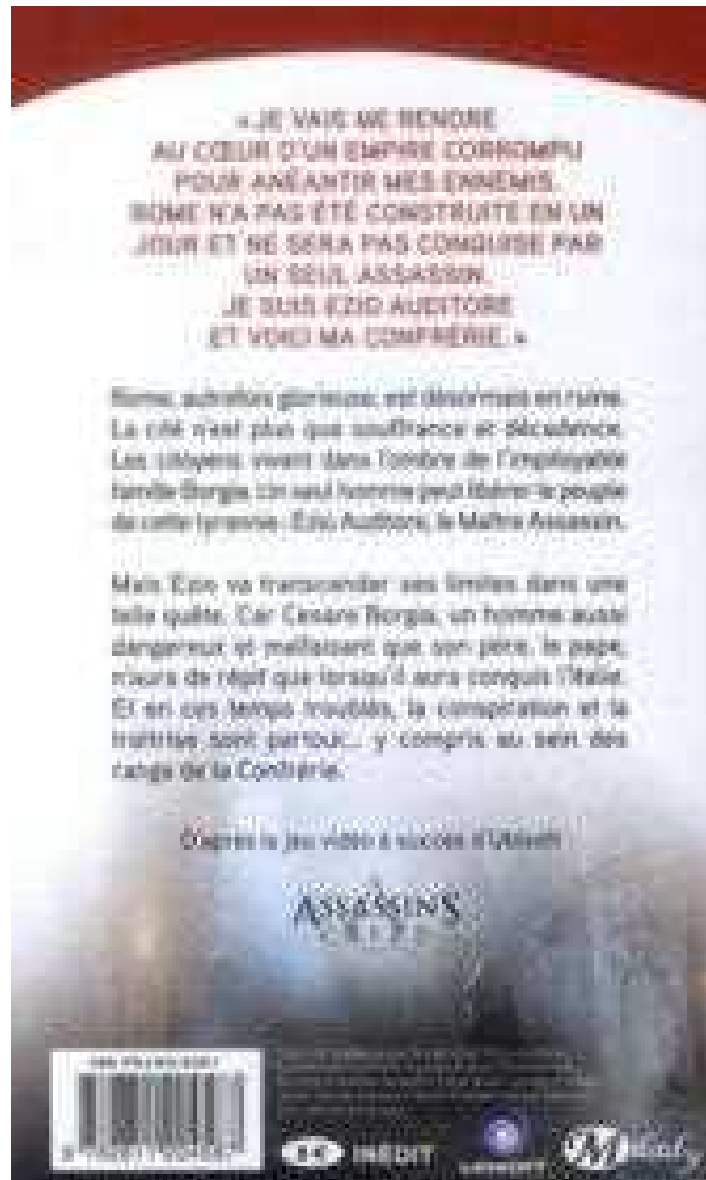 « JE VAIS ME RENDRE
AU CŒUR D'UN EMPIRE CORROMPU
POUR ANÉANTIR MES ENNEMIS.
ROME N'A PAS ÉTÉ CONSTRUITE EN UN
JOUR ET NE SERA PAS CONQUISE PAR
UN SEUL ASSASSIN.
JE SUIS EZIO AUDITORE
ET VOICI MA CONFRÉRIE. »
Rome, autrefois glorieuse, est désormais en ruine.
La cité n'est plus que souffrance et décadence.
Les citoyens vivent dans l'ombre de l'impitoyable
famille Borgia. Un seul homme peut libérer le peuple
de cette tyrannie : Ezio Auditore, le Maître Assassin.
Mais Ezio va transcender ses limites dans une
telle quête. Car Cesare Borgia, un homme aussi
dangereux et malfaisant que son père, le pape,
n'aura de répit que lorsqu'il aura conquis l'Italie.
Et en ces temps troublés, la conspiration et la
traîtrise sont partout... y compris au sein des
rangs de la Confrérie.
D'après le jeu vidéo à succès d'Ubisoft
ASSASSIN'S
CREED
INÉDIT
UBISOFT
Milady